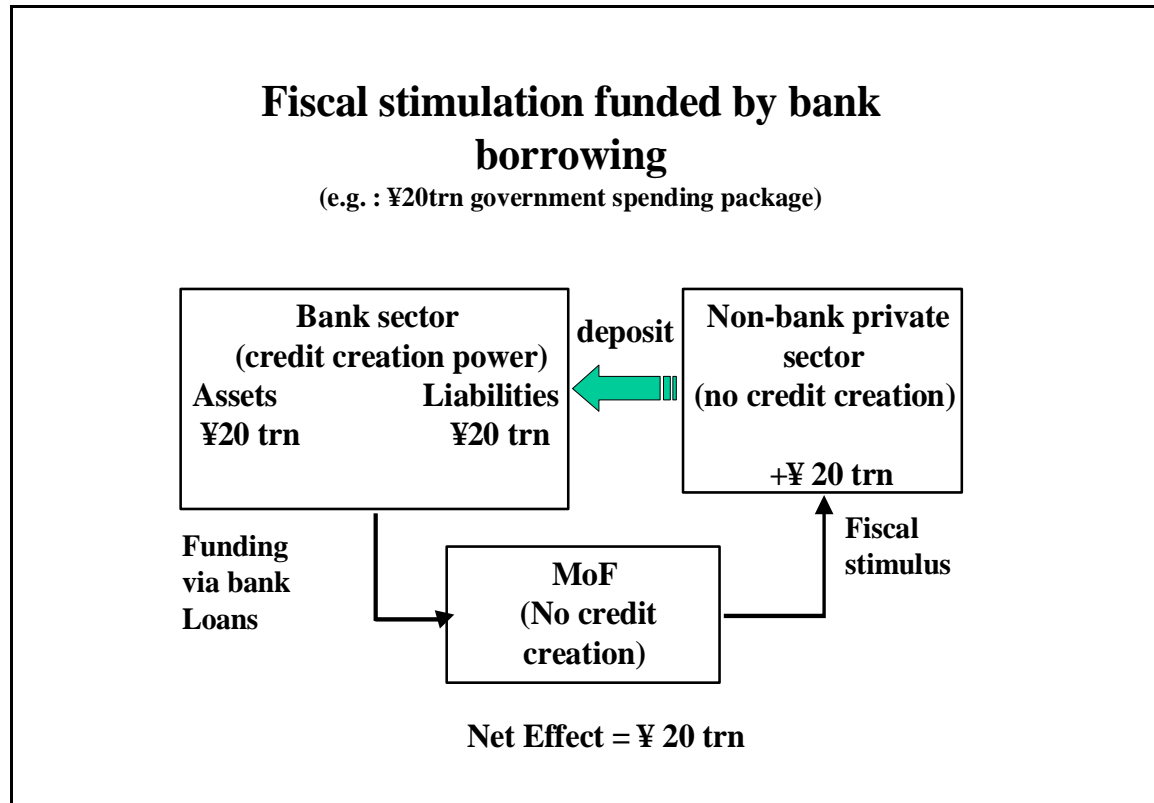 Fiscal stimulation funded by bank
borrowing
(e.g. : ¥20trn government spending package)
Bank sector
(credit creation power)
Assets Liabilities
¥20 trn ¥20 trn
deposit
Non-bank private
sector
(no credit creation)
+¥ 20 trn
Funding
via bank
Loans
MoF
(No credit
creation)
Fiscal
stimulus
Net Effect = ¥ 20 trn